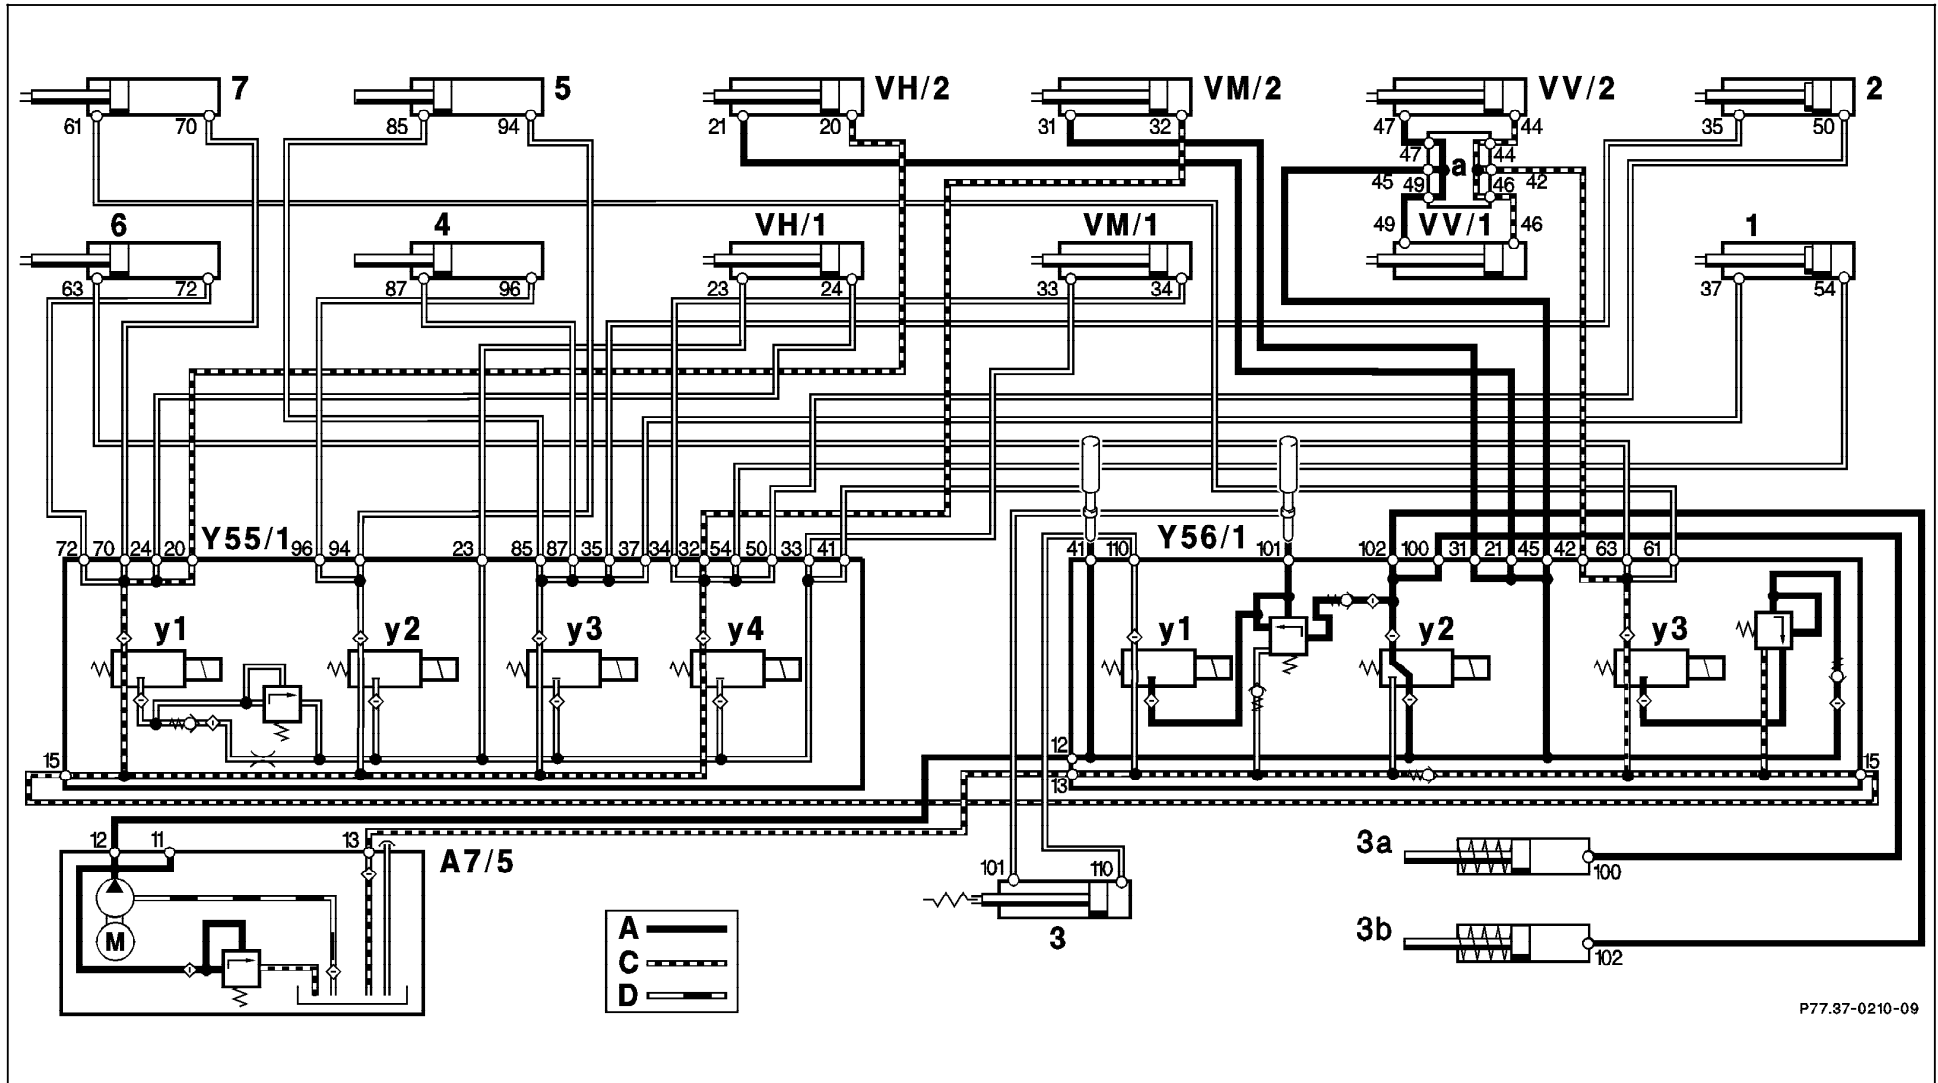 7 5 VH/2 VM/2 VV/2 2
61 70 85 94 21 20 31 32 47 44 35 50
47 44
a
45 49 46 42
6 4 VH/1 VM/1 49 VV/1 46 1
63 72 87 96 23 24 33 34 37 54
72 70 24 20 Y55/1 96 94 23 85 87 35 37 34 32 54 50 33 41 41 110 Y56/1 101 102 100 31 21 45 42 63 61
y1 y2 y3 y4 y1 y2 y3
15 12 13 15
12 11 13 A7/5
M
101 110
3
A
C
D
3a
100
3b
102
P77.37-0210-09